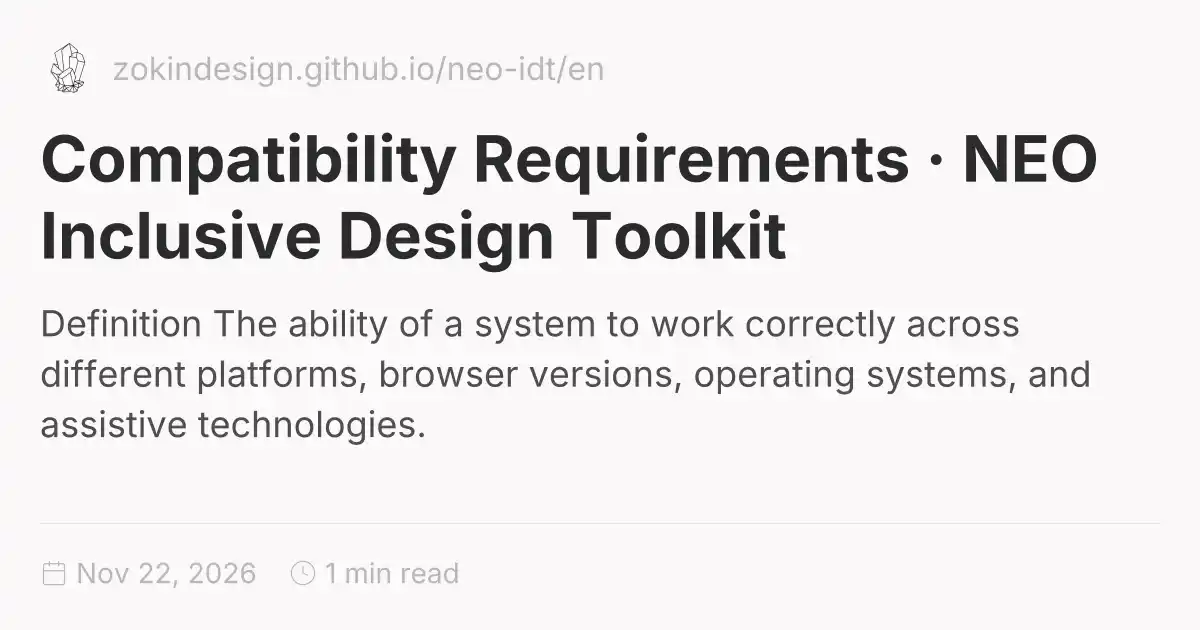 zokindesign.github.io/neo-idt/en
Compatibility Requirements · NEO
Inclusive Design Toolkit
Definition The ability of a system to work correctly across
different platforms, browser versions, operating systems, and
assistive technologies.
Nov 22, 2026 1 min read